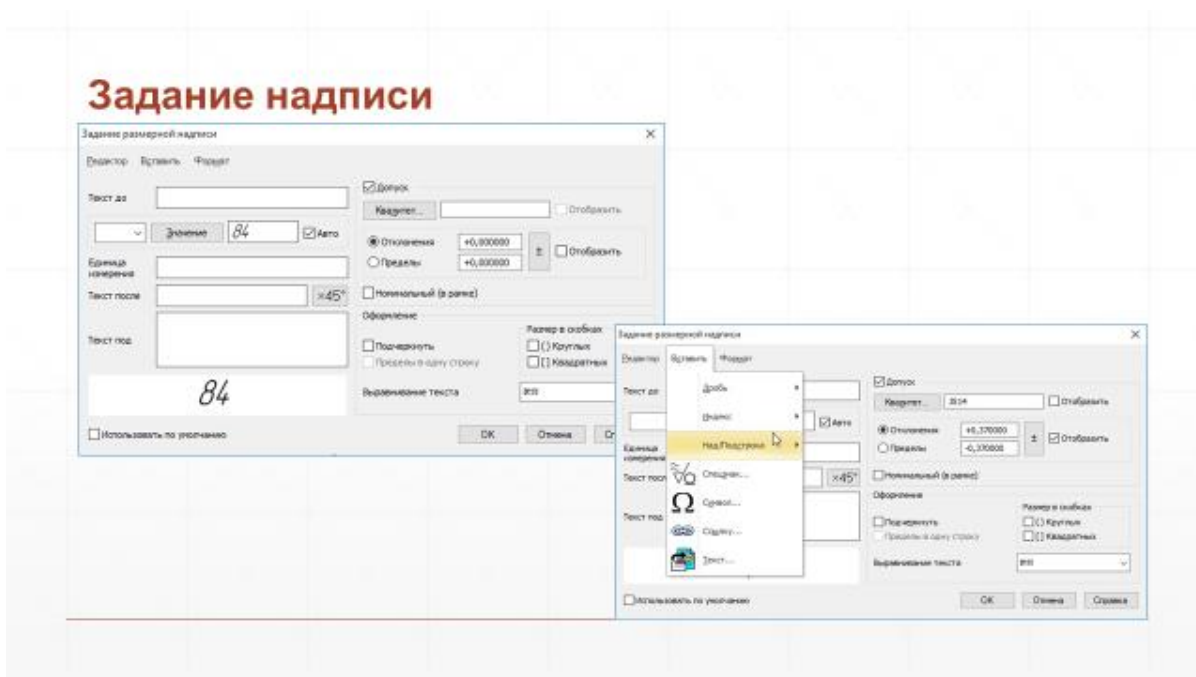 Задание надписи
Задание размерной надписи
Редактор Вставить Формат
Текст до
Значение 84 Авто
Единица измерения
Текст после ×45°
Текст под
84
Использовать по умолчанию
Допуск
Квалитет... Отобразить
Отклонения +0,000000 ± Отобразить
Пределы +0,000000
Номинальный (в рамке)
Оформление
Размер в скобках
Подчеркнуть () Круглых
Пределы в одну строку [] Квадратных
Выравнивание текста
OK Отмена
Задание размерной надписи
Редактор Вставить Формат
Текст до
Авто
Единица
Текст посл ×45°
Текст под
Дробь
Индекс
Над/Подстрока
Спецзнак...
Ω Символ...
Ссылку...
Текст...
Использовать по умолчанию
Допуск
Квалитет... JS14 Отобразить
Отклонения +0,370000 ± Отобразить
Пределы -0,370000
Номинальный (в рамке)
Оформление
Размер в скобках
Подчеркнуть () Круглых
Пределы в одну строку [] Квадратных
Выравнивание текста
OK Отмена Справка